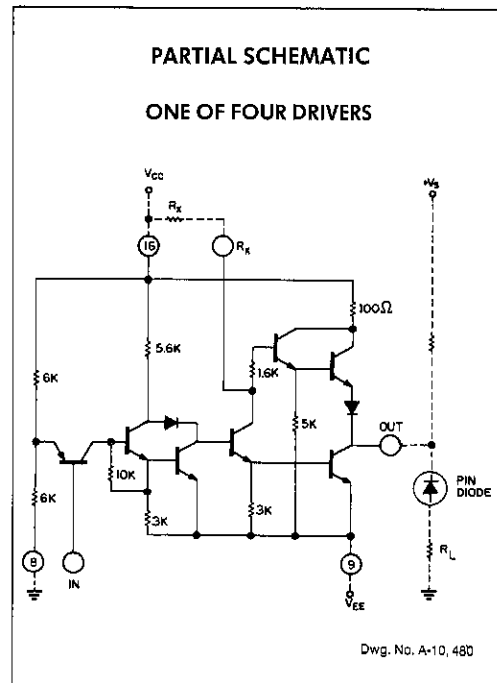 PARTIAL SCHEMATIC
ONE OF FOUR DRIVERS
VCC
+VS
RX
16
RX
100Ω
5.6K
1.6K
6K
5K
OUT
10K
PIN
DIODE
6K
3K
3K
RL
8
IN
9
VEE
Dwg. No. A-10, 480